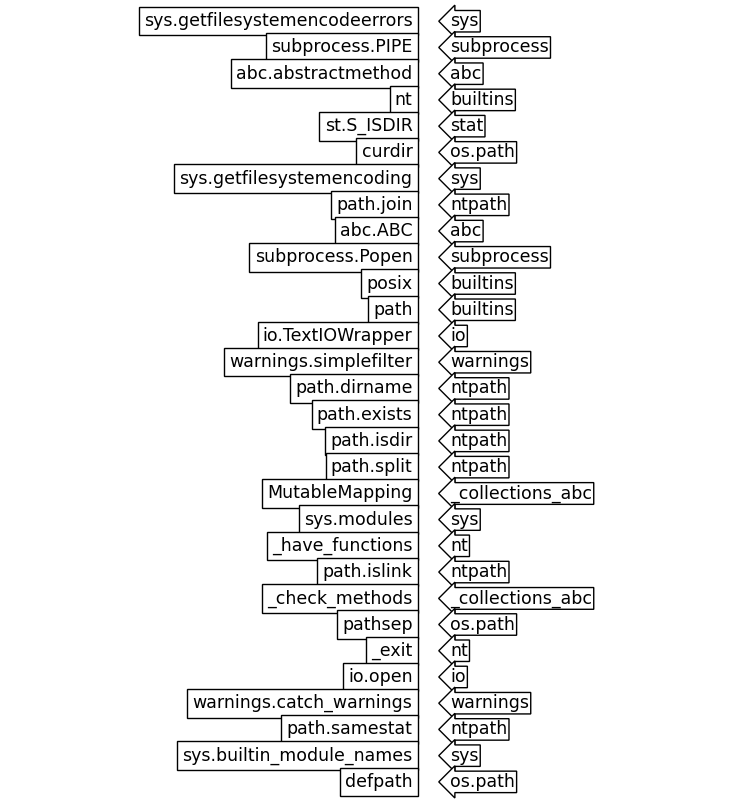 sys.getfilesystemencodeerrors sys
subprocess.PIPE subprocess
abc.abstractmethod abc
nt builtins
st.S_ISDIR stat
curdir os.path
sys.getfilesystemencoding sys
path.join ntpath
abc.ABC abc
subprocess.Popen subprocess
posix builtins
path builtins
io.TextIOWrapper io
warnings.simplefilter warnings
path.dirname ntpath
path.exists ntpath
path.isdir ntpath
path.split ntpath
MutableMapping _collections_abc
sys.modules sys
_have_functions nt
path.islink ntpath
_check_methods _collections_abc
pathsep os.path
_exit nt
io.open io
warnings.catch_warnings warnings
path.samestat ntpath
sys.builtin_module_names sys
defpath os.path